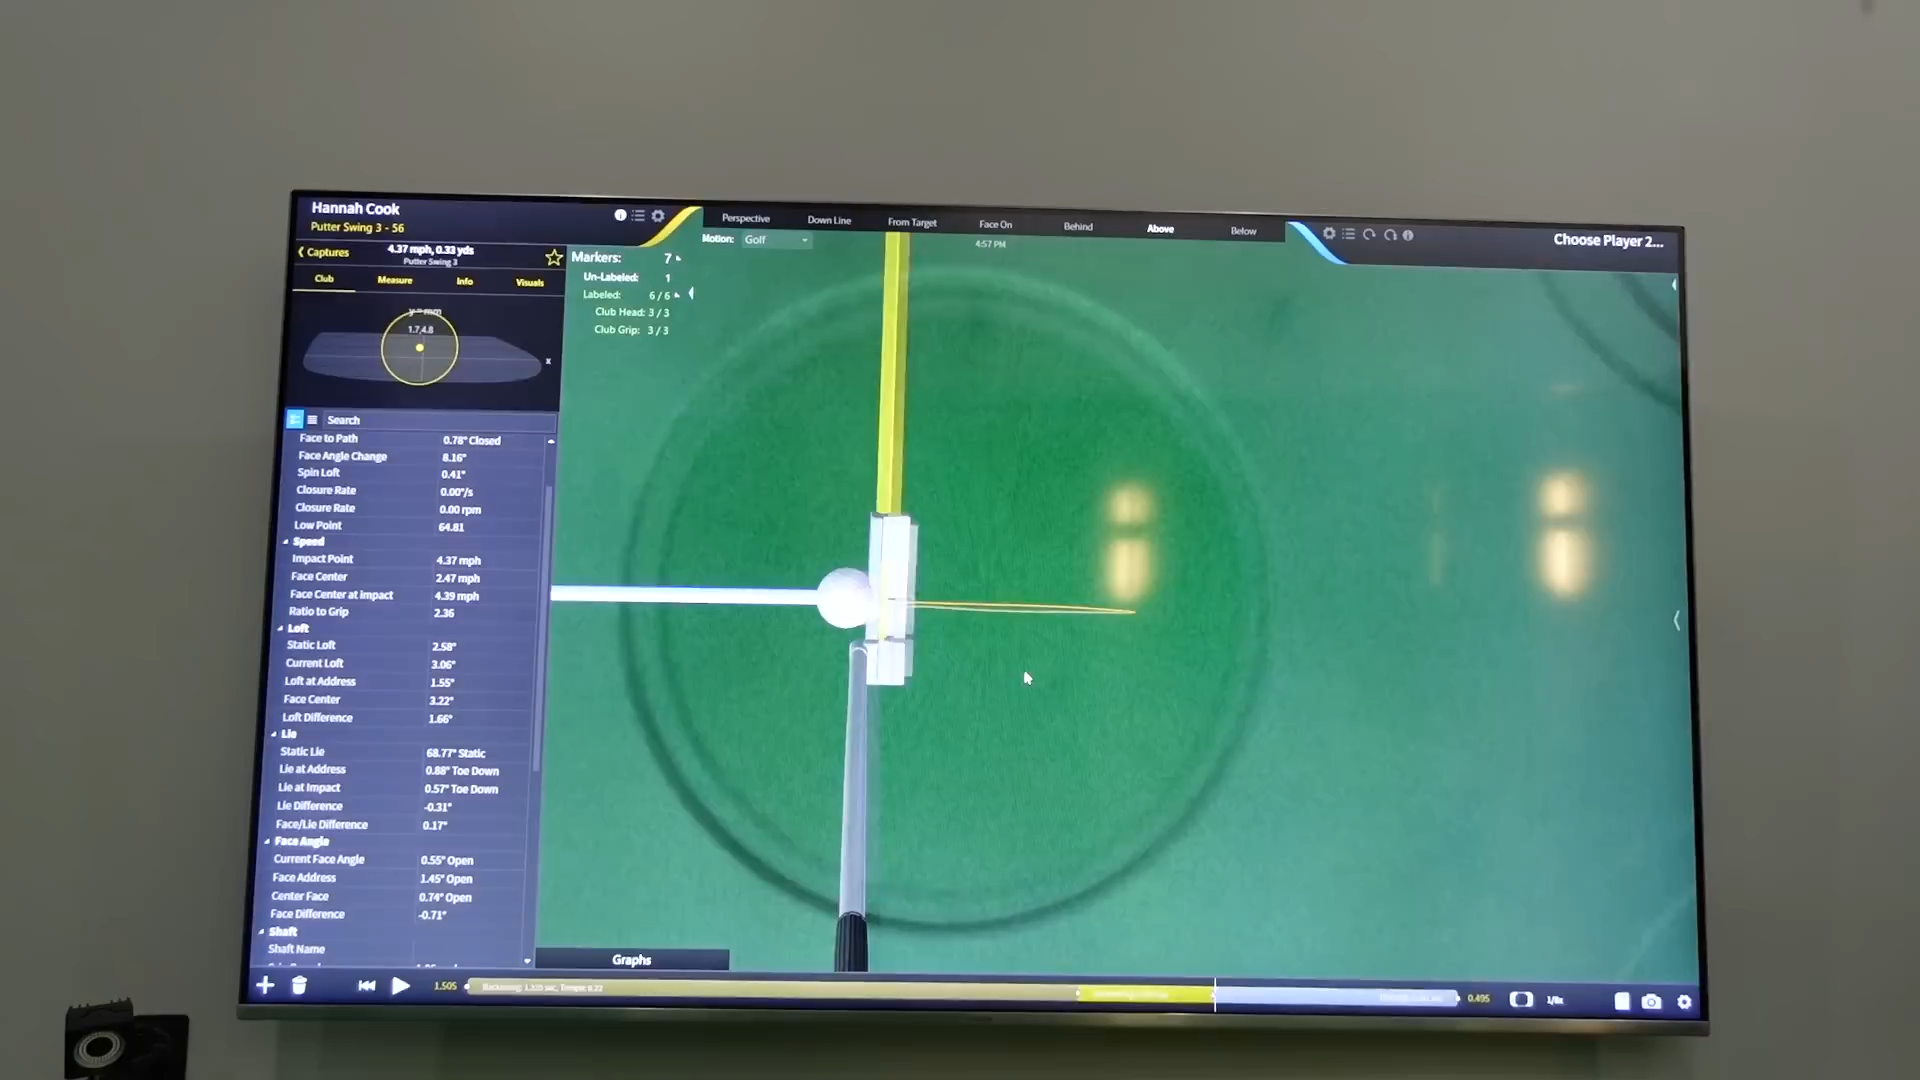 Hannah Cook
Putter Swing 3 - 56
Captures
4.37 mph, 0.33 yds
Putter Swing 3
Club Measure Info Visuals
y = mm
1.7,4.8
x
Search
Face to Path 0.78° Closed
Face Angle Change 8.16°
Spin Loft 0.41°
Closure Rate 0.00°/s
Closure Rate 0.00 rpm
Low Point 64.81
Speed
Impact Point 4.37 mph
Face Center 2.47 mph
Face Center at Impact 4.39 mph
Ratio to Grip 2.36
Loft
Static Loft 2.58°
Current Loft 3.06°
Loft at Address 1.55°
Face Center 3.22°
Loft Difference 1.66°
Lie
Static Lie 68.77° Static
Lie at Address 0.88° Toe Down
Lie at Impact 0.57° Toe Down
Lie Difference -0.31°
Face/Lie Difference 0.17°
Face Angle
Current Face Angle 0.55° Open
Face Address 1.45° Open
Center Face 0.74° Open
Face Difference -0.71°
Shaft
Shaft Name
Perspective Down Line From Target Face On Behind Above Below
Motion: Golf
4:57 PM
Markers: 7
Un-Labeled: 1
Labeled: 6 / 6
Club Head: 3 / 3
Club Grip: 3 / 3
Choose Player 2...
Graphs
1.505
0.495
1/8x